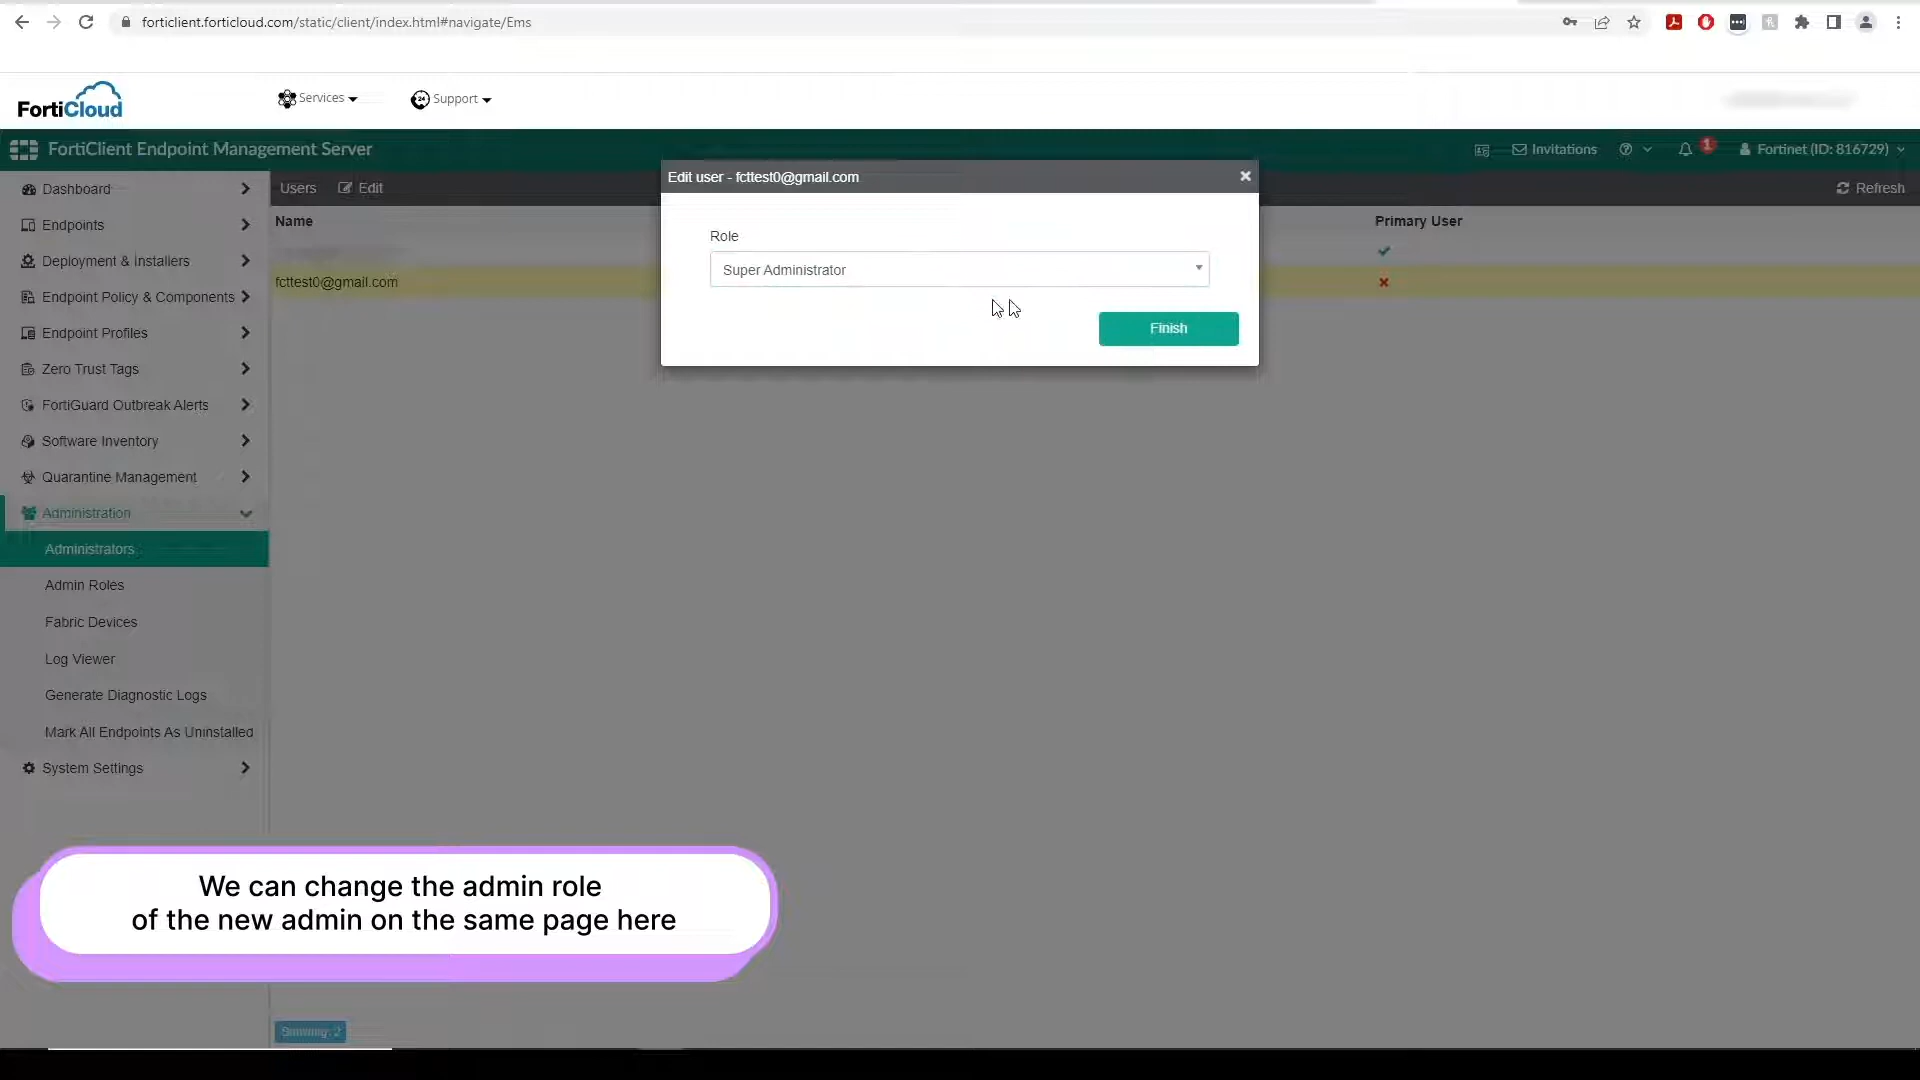 forticlient.forticloud.com/static/client/index.html#navigate/Ems
FortiCloud
Services
Support
FortiClient Endpoint Management Server
Invitations
1
Fortinet (ID: 816729)
Dashboard
Endpoints
Deployment & Installers
Endpoint Policy & Components
Endpoint Profiles
Zero Trust Tags
FortiGuard Outbreak Alerts
Software Inventory
Quarantine Management
Administration
Administrators
Admin Roles
Fabric Devices
Log Viewer
Generate Diagnostic Logs
Mark All Endpoints As Uninstalled
System Settings
Users
Edit
Refresh
Name
Primary User
fcttest0@gmail.com
Edit user - fcttest0@gmail.com
Role
Super Administrator
Finish
We can change the admin role
of the new admin on the same page here
Showing: 2